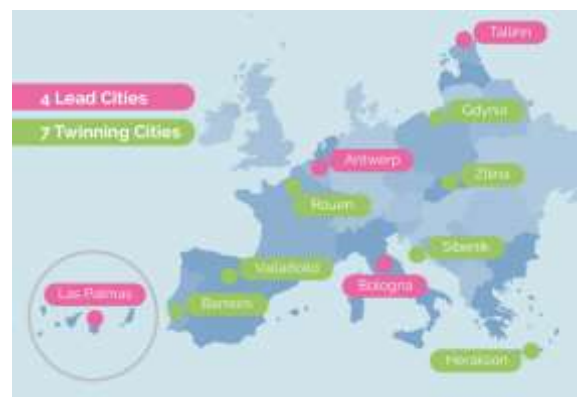 Tallinn
4 Lead Cities
Gdynia
7 Twinning Cities
Antwerp
Zilina
Rouen
Sibenik
Valladolid
Las Palmas
Bologna
Barreiro
Heraklion